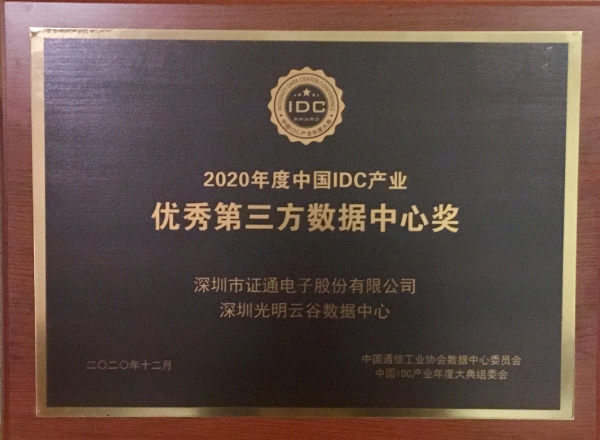 IDC
AWARD
2020年度中国IDC产业
优秀第三方数据中心奖
深圳市证通电子股份有限公司
深圳光明云谷数据中心
二〇二〇年十二月
中国通信工业协会数据中心委员会
中国IDC产业年度大典组委会